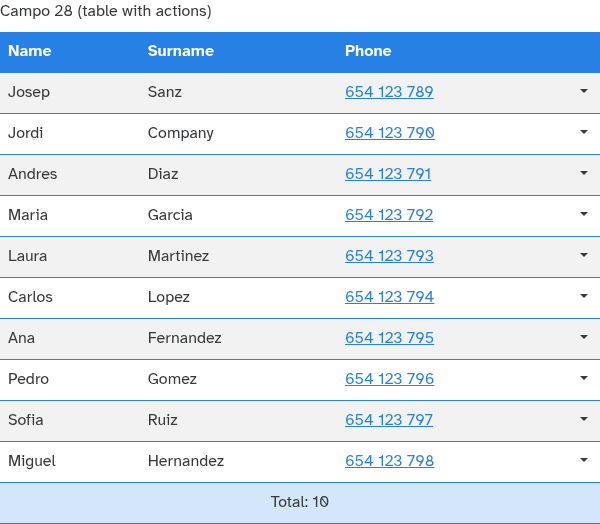 Campo 28 (table with actions)
Name Surname Phone
Josep Sanz 654 123 789
Jordi Company 654 123 790
Andres Diaz 654 123 791
Maria Garcia 654 123 792
Laura Martinez 654 123 793
Carlos Lopez 654 123 794
Ana Fernandez 654 123 795
Pedro Gomez 654 123 796
Sofia Ruiz 654 123 797
Miguel Hernandez 654 123 798
Total: 10